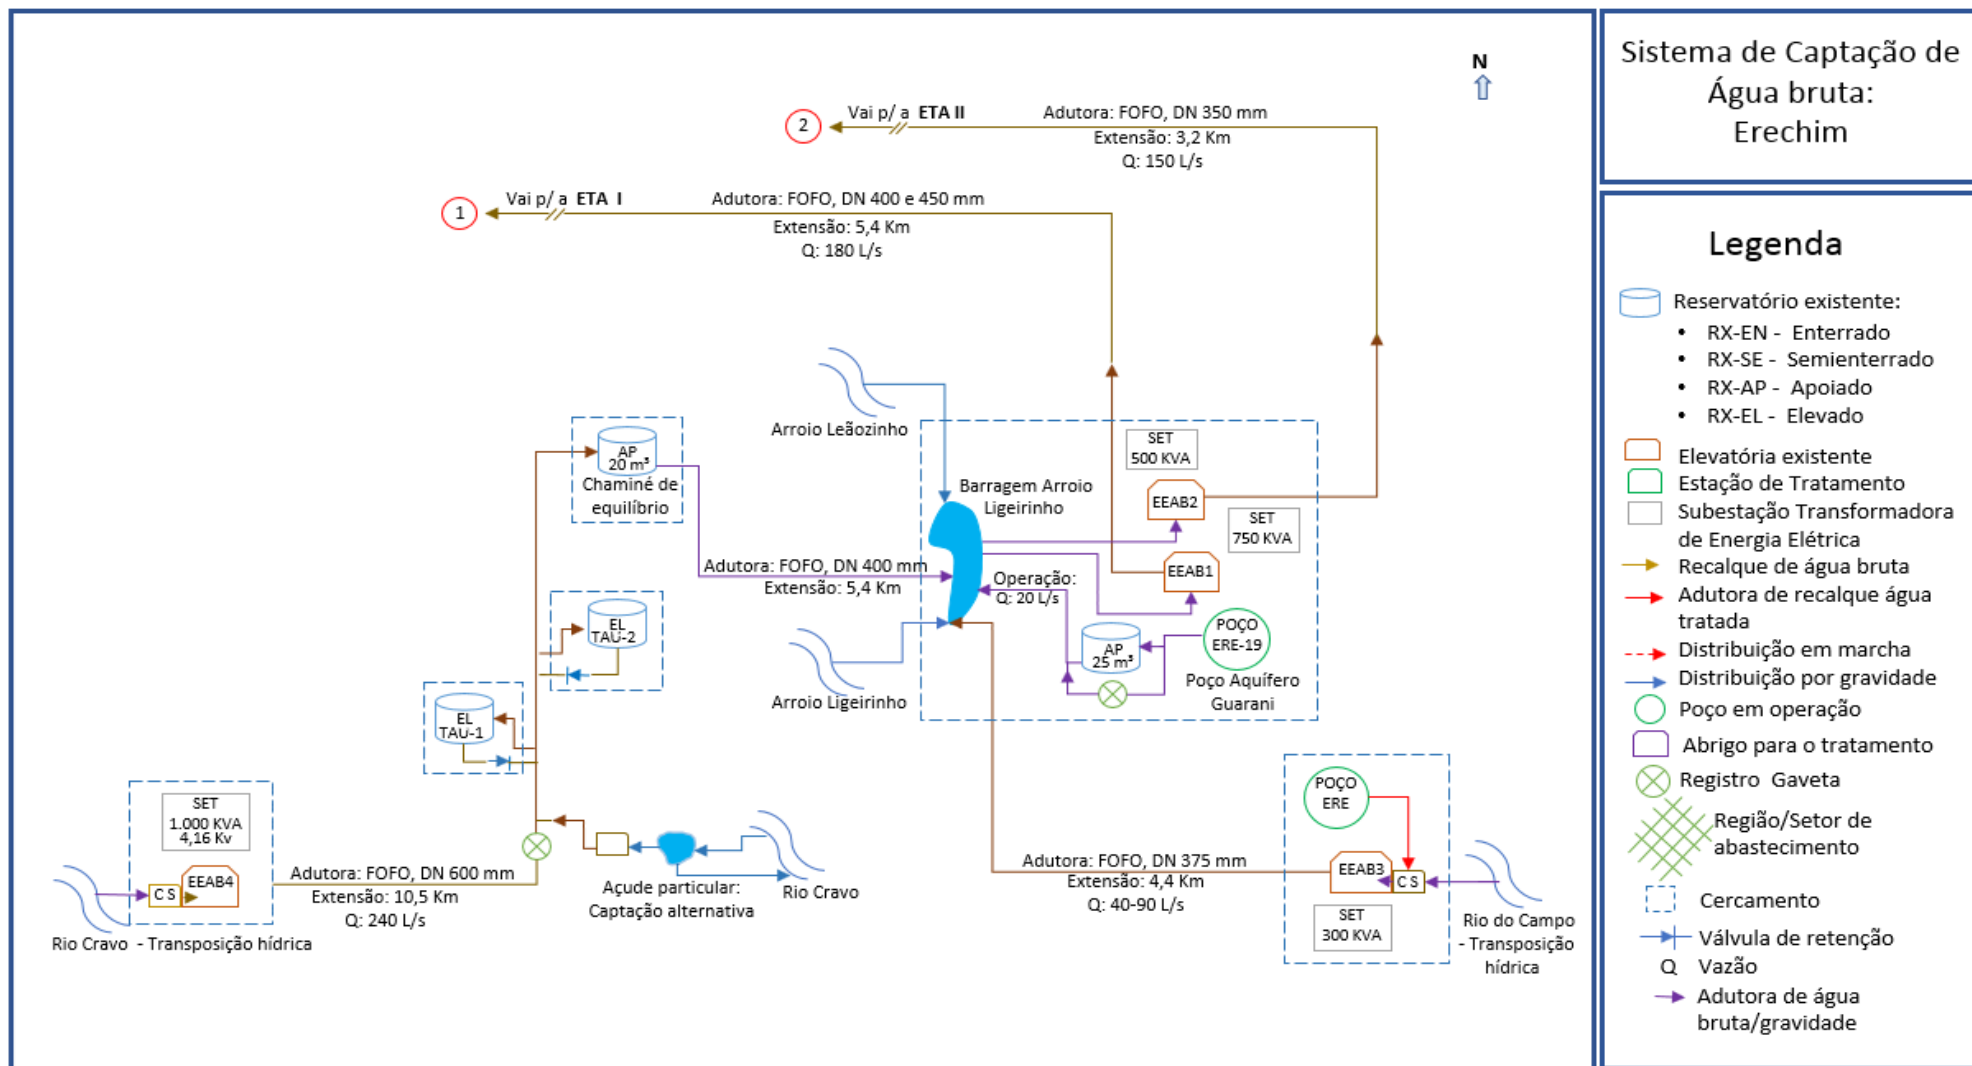 Sistema de Captação de
Água bruta:
Erechim
N
2
Vai p/ a ETA II
Adutora: FOFO, DN 350 mm
Extensão: 3,2 Km
Q: 150 L/s
1
Vai p/ a ETA I
Adutora: FOFO, DN 400 e 450 mm
Extensão: 5,4 Km
Q: 180 L/s
Arroio Leãozinho
AP
20 m³
Chaminé de
equilíbrio
Barragem Arroio
Ligeirinho
SET
500 KVA
EEAB2
SET
750 KVA
EEAB1
Adutora: FOFO, DN 400 mm
Extensão: 5,4 Km
Operação:
Q: 20 L/s
AP
25 m³
POÇO
ERE-19
Poço Aquífero
Guarani
Arroio Ligeirinho
EL
TAU-2
EL
TAU-1
SET
1.000 KVA
4,16 Kv
C S
EEAB4
Rio Cravo - Transposição hídrica
Adutora: FOFO, DN 600 mm
Extensão: 10,5 Km
Q: 240 L/s
Açude particular:
Captação alternativa
Rio Cravo
Adutora: FOFO, DN 375 mm
Extensão: 4,4 Km
Q: 40-90 L/s
POÇO
ERE
EEAB3
C S
SET
300 KVA
Rio do Campo
- Transposição
hídrica
Legenda
Reservatório existente:
• RX-EN - Enterrado
• RX-SE - Semienterrado
• RX-AP - Apoiado
• RX-EL - Elevado
Elevatória existente
Estação de Tratamento
Subestação Transformadora
de Energia Elétrica
Recalque de água bruta
Adutora de recalque água
tratada
Distribuição em marcha
Distribuição por gravidade
Poço em operação
Abrigo para o tratamento
Registro Gaveta
Região/Setor de
abastecimento
Cercamento
Válvula de retenção
Q Vazão
Adutora de água
bruta/gravidade